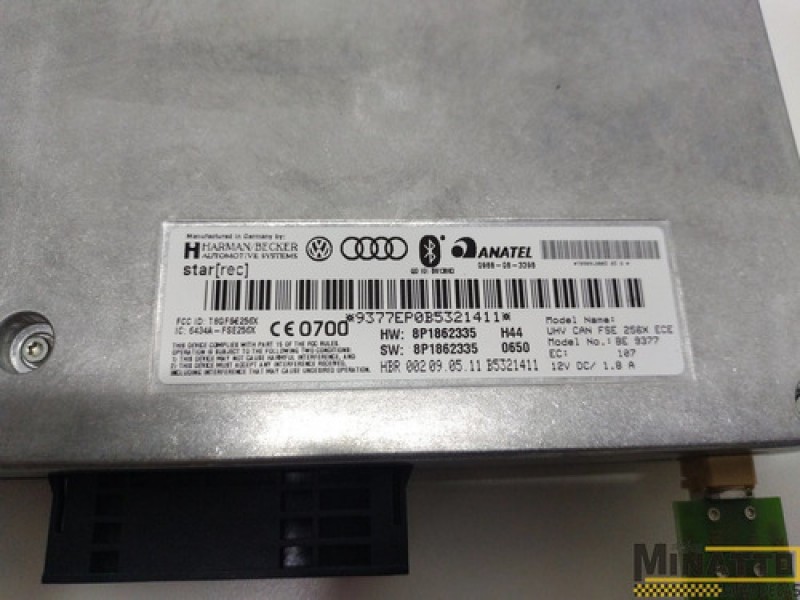 Manufactured in Germany by:
HARMAN/BECKER
AUTOMOTIVE SYSTEMS
ANATEL
star[rec]
*9377EP0B5321411*
FCC ID: T8GFSE256X
IC: 6434A-FSE256X
CE 0700
HW: 8P1862335 H44
SW: 8P1862335 0650
HBR 002 09.05.11 B5321411
Model Name:
UHV CAN FSE 256X ECE
Model No.: BE 9377
EC: 107
12V DC/ 1.8 A
THIS DEVICE COMPLIES WITH PART 15 OF THE FCC RULES.
OPERATION IS SUBJECT TO THE FOLLOWING TWO CONDITIONS:
1) THIS DEVICE MAY NOT CAUSE HARMFUL INTERFERENCE, AND
2) THIS DEVICE MUST ACCEPT ANY INTERFERENCE RECEIVED,
INCLUDING INTERFERENCE THAT MAY CAUSE UNDESIRED OPERATION.